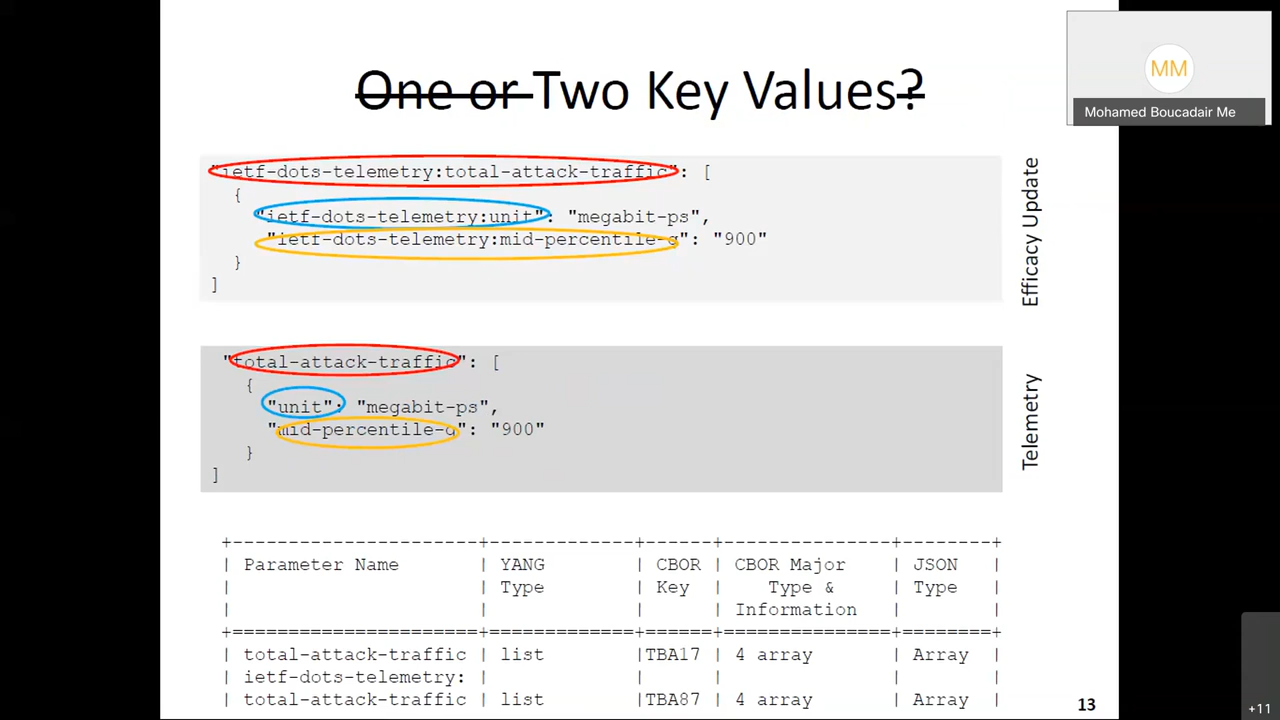 One or Two Key Values?
MM
Mohamed Boucadair Me
"ietf-dots-telemetry:total-attack-traffic": [
{
"ietf-dots-telemetry:unit": "megabit-ps",
"ietf-dots-telemetry:mid-percentile-g": "900"
}
]
Efficacy Update
"total-attack-traffic": [
{
"unit": "megabit-ps",
"mid-percentile-g": "900"
}
]
Telemetry
+----------------------+-------------+------+---------------+--------+
| Parameter Name | YANG | CBOR | CBOR Major | JSON |
| | Type | Key | Type & | Type |
| | | | Information | |
+======================+=============+======+===============+========+
| total-attack-traffic | list |TBA17 | 4 array | Array |
| ietf-dots-telemetry: | | | | |
| total-attack-traffic | list |TBA87 | 4 array | Array |
13
+11